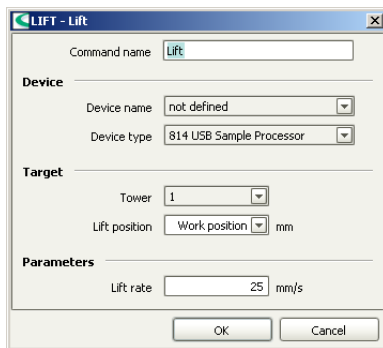 LIFT - Lift
Command name Lift
Device
Device name not defined
Device type 814 USB Sample Processor
Target
Tower 1
Lift position Work position mm
Parameters
Lift rate 25 mm/s
OK Cancel